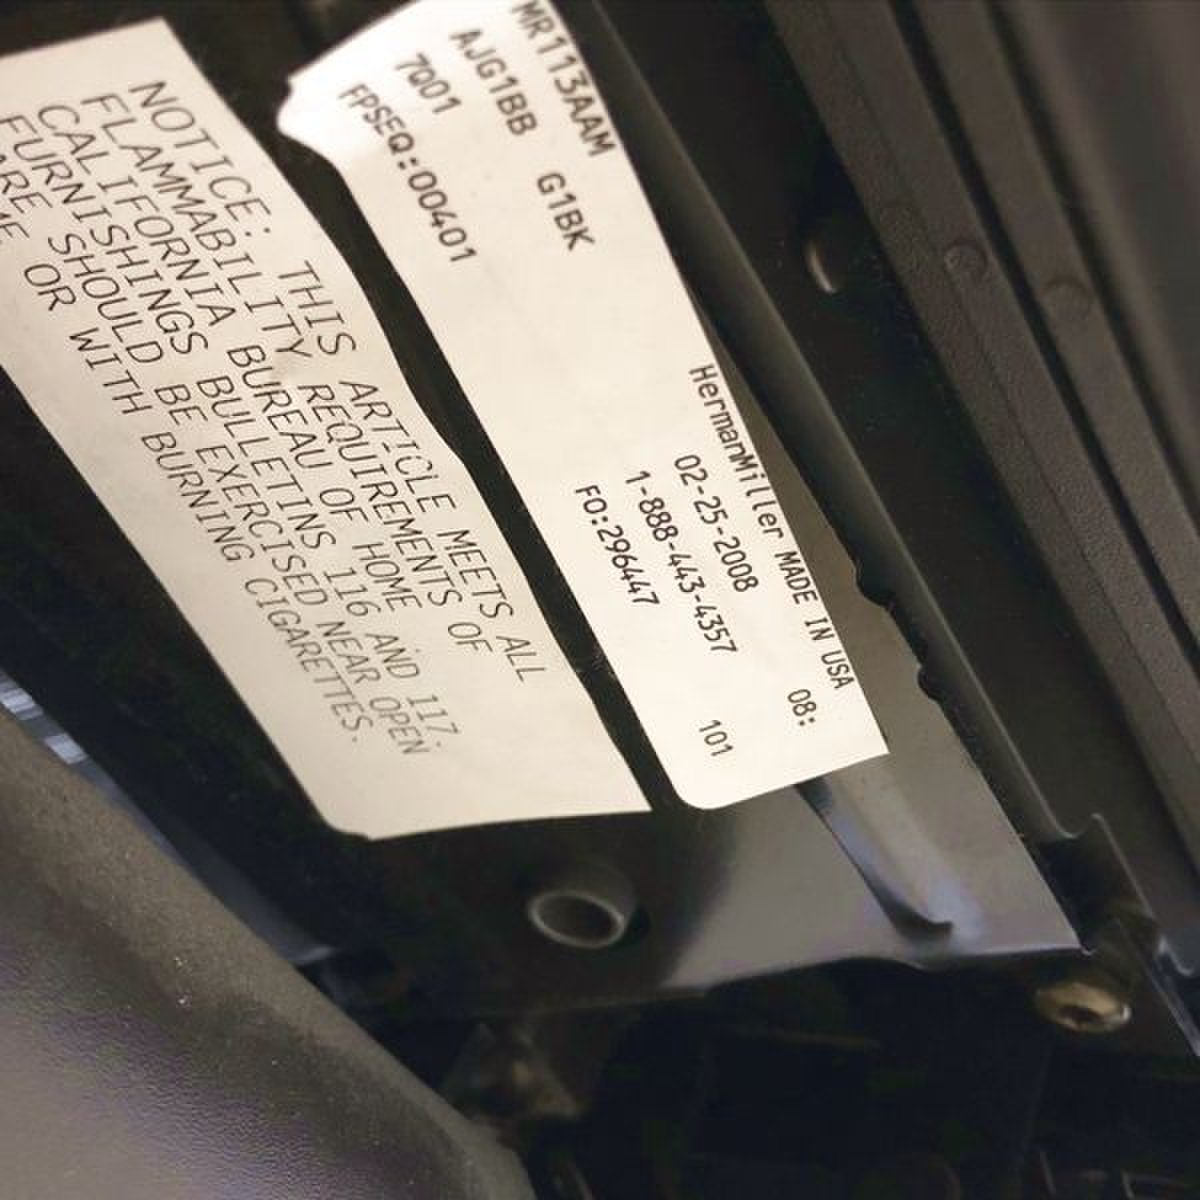 MR113AAM
AJG1BB G1BK
7Q01
FPSEQ:00401
HermanMiller MADE IN USA
02-25-2008 08:
1-888-443-4357
FO:296447 101
NOTICE: THIS ARTICLE MEETS ALL
FLAMMABILITY REQUIREMENTS OF
CALIFORNIA BUREAU OF HOME
FURNISHINGS BULLETINS 116 AND 117.
ARE SHOULD BE EXERCISED NEAR OPEN
ME OR WITH BURNING CIGARETTES.